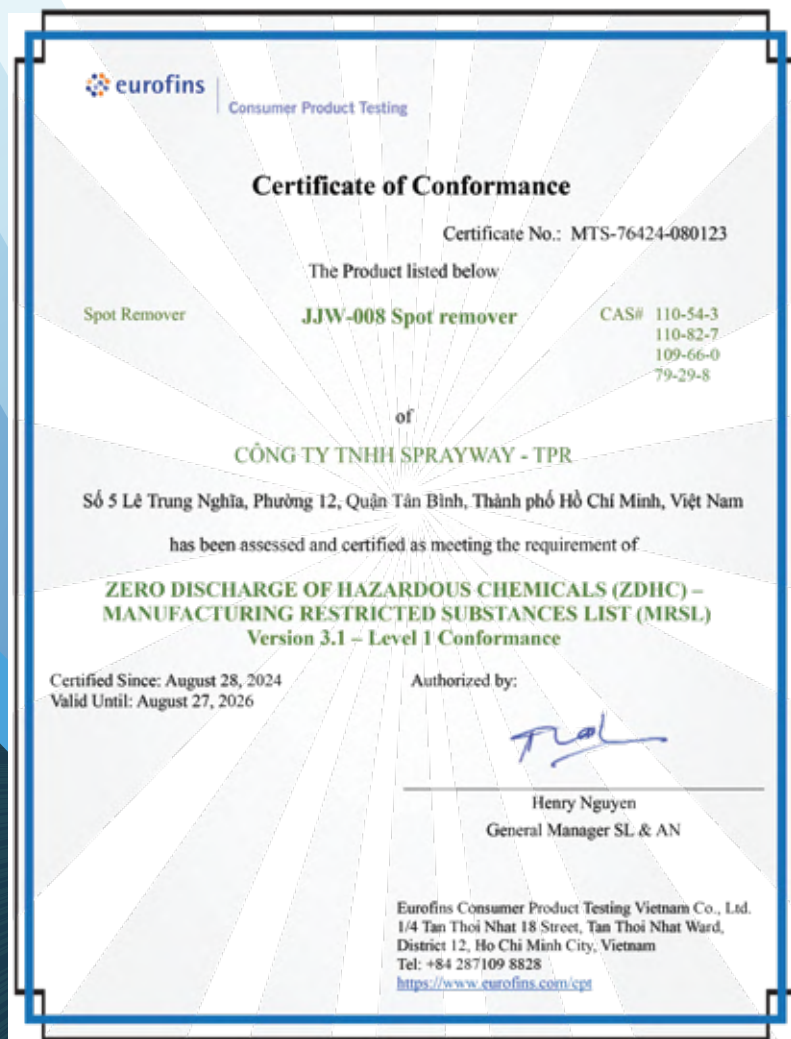 eurofins
Consumer Product Testing
Certificate of Conformance
Certificate No.: MTS-76424-080123
The Product listed below
Spot Remover JJW-008 Spot remover CAS# 110-54-3
110-82-7
109-66-0
79-29-8
of
CÔNG TY TNHH SPRAYWAY - TPR
Số 5 Lê Trung Nghĩa, Phường 12, Quận Tân Bình, Thành phố Hồ Chí Minh, Việt Nam
has been assessed and certified as meeting the requirement of
ZERO DISCHARGE OF HAZARDOUS CHEMICALS (ZDHC) –
MANUFACTURING RESTRICTED SUBSTANCES LIST (MRSL)
Version 3.1 – Level 1 Conformance
Certified Since: August 28, 2024 Authorized by:
Valid Until: August 27, 2026
Henry Nguyen
General Manager SL & AN
Eurofins Consumer Product Testing Vietnam Co., Ltd.
1/4 Tan Thoi Nhat 18 Street, Tan Thoi Nhat Ward,
District 12, Ho Chi Minh City, Vietnam
Tel: +84 287109 8828
https://www.eurofins.com/cpt